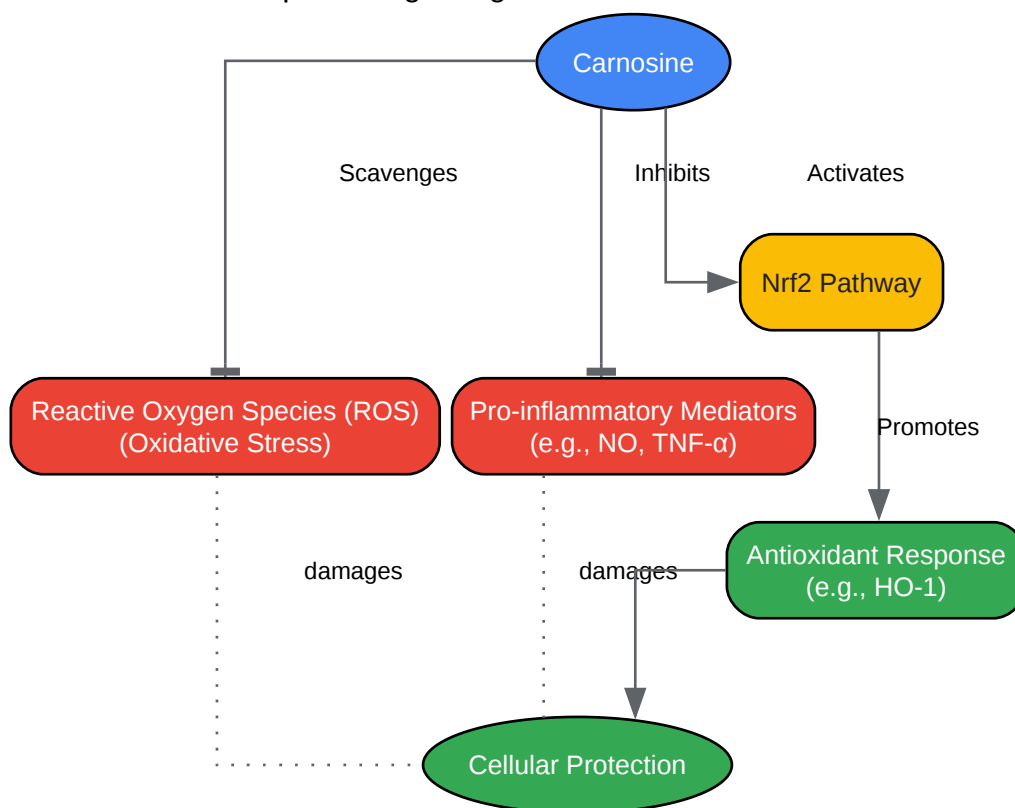 Carnosine
Scavenges
Inhibits
Activates
Nrf2 Pathway
Reactive Oxygen Species (ROS)
(Oxidative Stress)
Pro-inflammatory Mediators
(e.g., NO, TNF-α)
Promotes
damages
damages
Antioxidant Response
(e.g., HO-1)
Cellular Protection